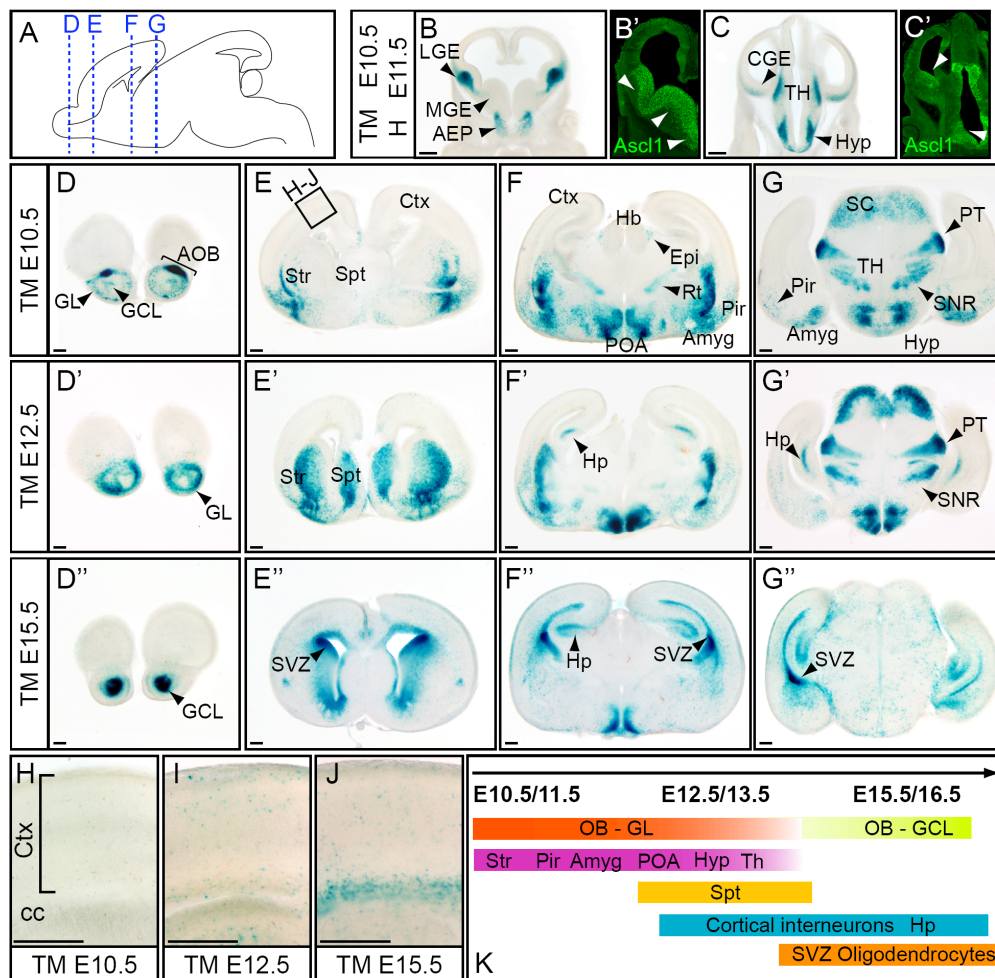 A
D E F G
TM E10.5
H E11.5
B
LGE
MGE
AEP
B'
Ascl1
C
CGE
TH
Hyp
C'
Ascl1
TM E10.5
D
AOB
GL
GCL
E
H-J
Ctx
Str
Spt
F
Ctx
Hb
Epi
Rt
Pir
Amyg
POA
G
SC
PT
TH
Pir
SNR
Amyg
Hyp
TM E12.5
D'
GL
E'
Str
Spt
F'
Hp
G'
Hp
PT
SNR
TM E15.5
D''
GCL
E''
SVZ
F''
Hp
SVZ
G''
SVZ
H
Ctx
cc
TM E10.5
I
TM E12.5
J
TM E15.5
E10.5/11.5 E12.5/13.5 E15.5/16.5
OB - GL OB - GCL
Str Pir Amyg POA Hyp Th
Spt
Cortical interneurons Hp
SVZ Oligodendrocytes
K